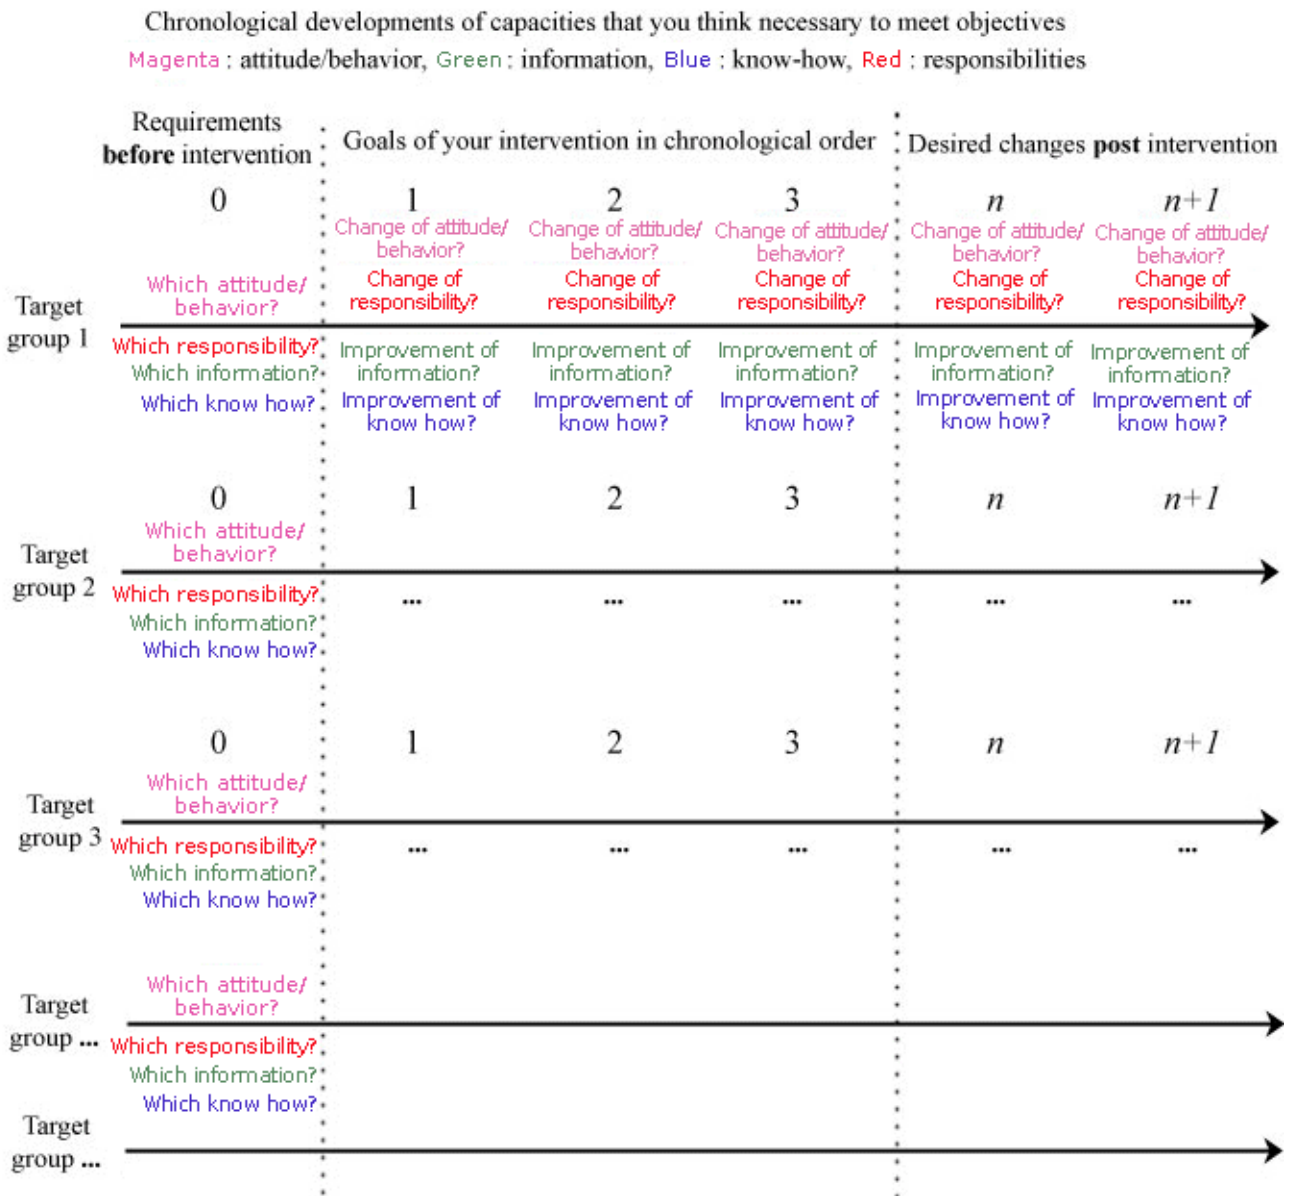 Chronological developments of capacities that you think necessary to meet objectives
Magenta : attitude/behavior, Green : information, Blue : know-how, Red : responsibilities
Requirements
before intervention
Goals of your intervention in chronological order
Desired changes post intervention
0 1 2 3 n n+1
Change of attitude/ Change of attitude/ Change of attitude/ Change of attitude/ Change of attitude/
behavior? behavior? behavior? behavior? behavior?
Which attitude/ Change of Change of Change of Change of Change of
behavior? responsibility? responsibility? responsibility? responsibility? responsibility?
Target
group 1
Which responsibility? Improvement of Improvement of Improvement of Improvement of Improvement of
Which information? information? information? information? information? information?
Which know how? Improvement of Improvement of Improvement of Improvement of Improvement of
know how? know how? know how? know how? know how?
0 1 2 3 n n+1
Which attitude/
behavior?
Target
group 2
Which responsibility? ... ... ... ... ...
Which information?
Which know how?
0 1 2 3 n n+1
Which attitude/
behavior?
Target
group 3
Which responsibility? ... ... ... ... ...
Which information?
Which know how?
Which attitude/
behavior?
Target
group ...
Which responsibility?
Which information?
Which know how?
Target
group ...